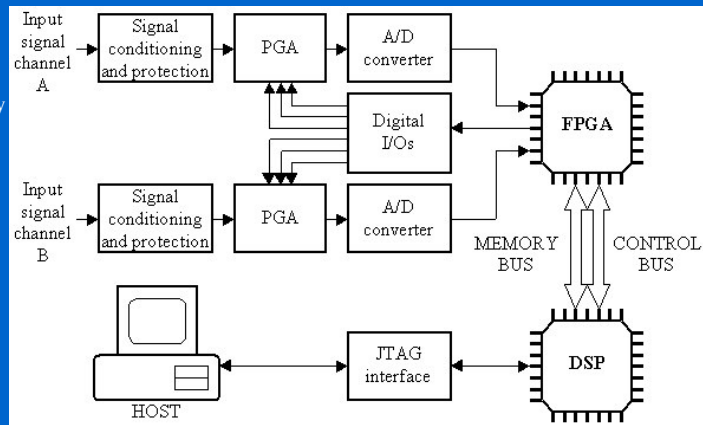 Input
signal
channel
A
Signal
conditioning
and protection
PGA
A/D
converter
y
Digital
I/Os
FPGA
Input
signal
channel
B
Signal
conditioning
and protection
PGA
A/D
converter
MEMORY
BUS
CONTROL
BUS
JTAG
interface
DSP
HOST